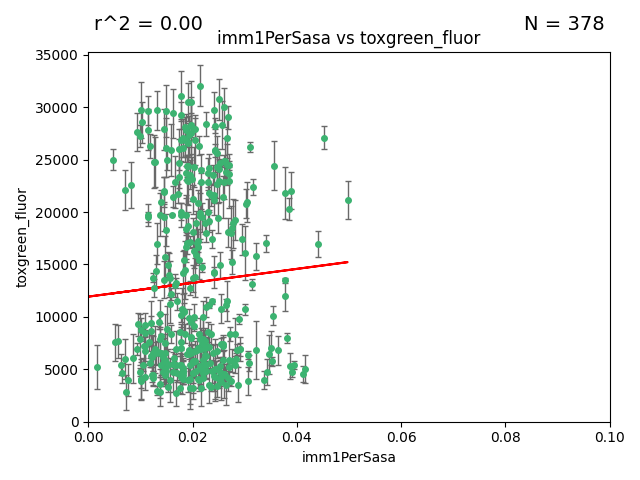 r^2 = 0.00
N = 378
imm1PerSasa vs toxgreen_fluor
35000
30000
25000
20000
15000
10000
5000
0
toxgreen_fluor
0.00
0.02
0.04
0.06
0.08
0.10
imm1PerSasa